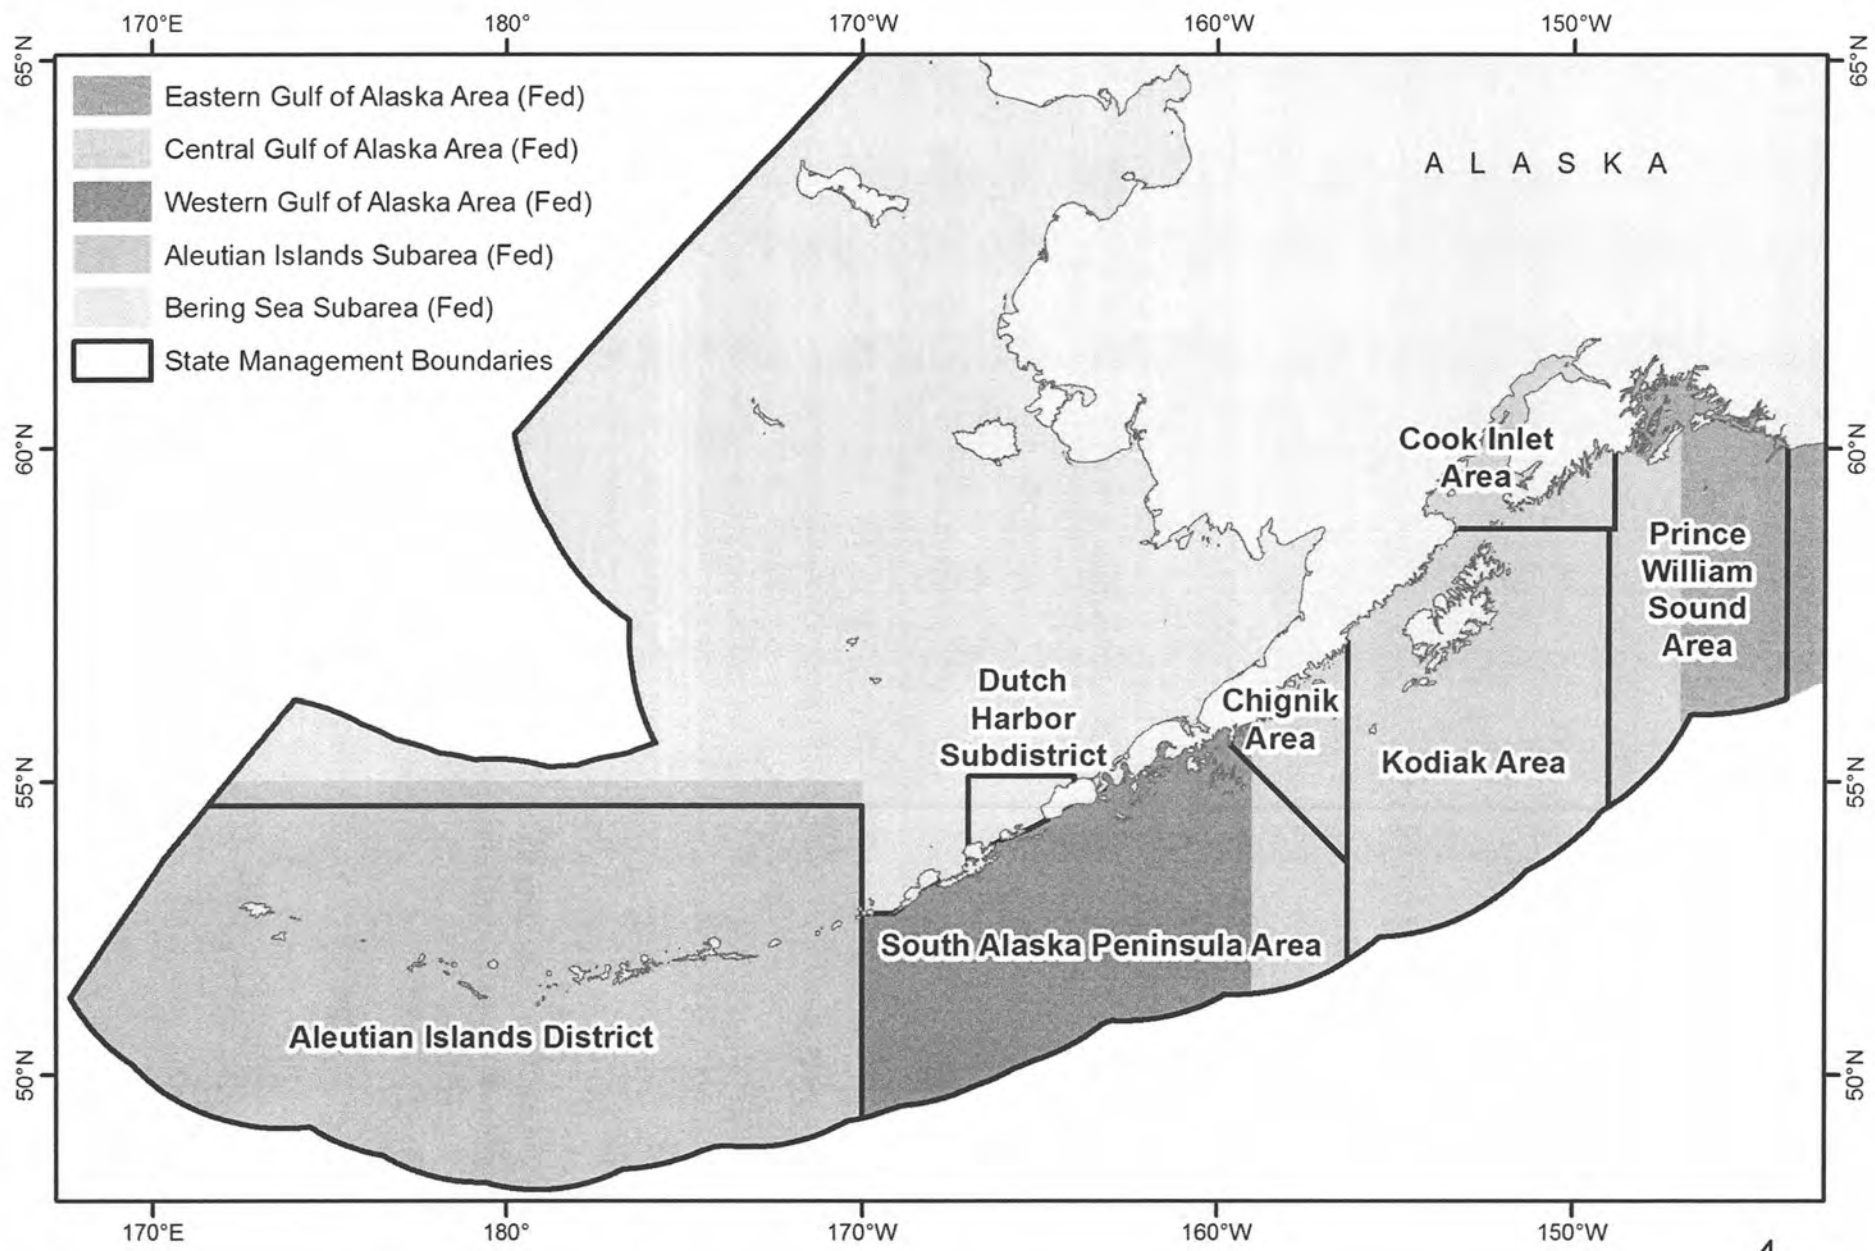 170°E 180° 170°W 160°W 150°W
65°N 65°N
Eastern Gulf of Alaska Area (Fed)
Central Gulf of Alaska Area (Fed)
Western Gulf of Alaska Area (Fed)
Aleutian Islands Subarea (Fed)
Bering Sea Subarea (Fed)
State Management Boundaries
ALASKA
60°N 60°N
Cook Inlet
Area
Prince
William
Sound
Area
Dutch
Harbor
Subdistrict
Chignik
Area
Kodiak Area
55°N 55°N
South Alaska Peninsula Area
Aleutian Islands District
50°N 50°N
170°E 180° 170°W 160°W 150°W